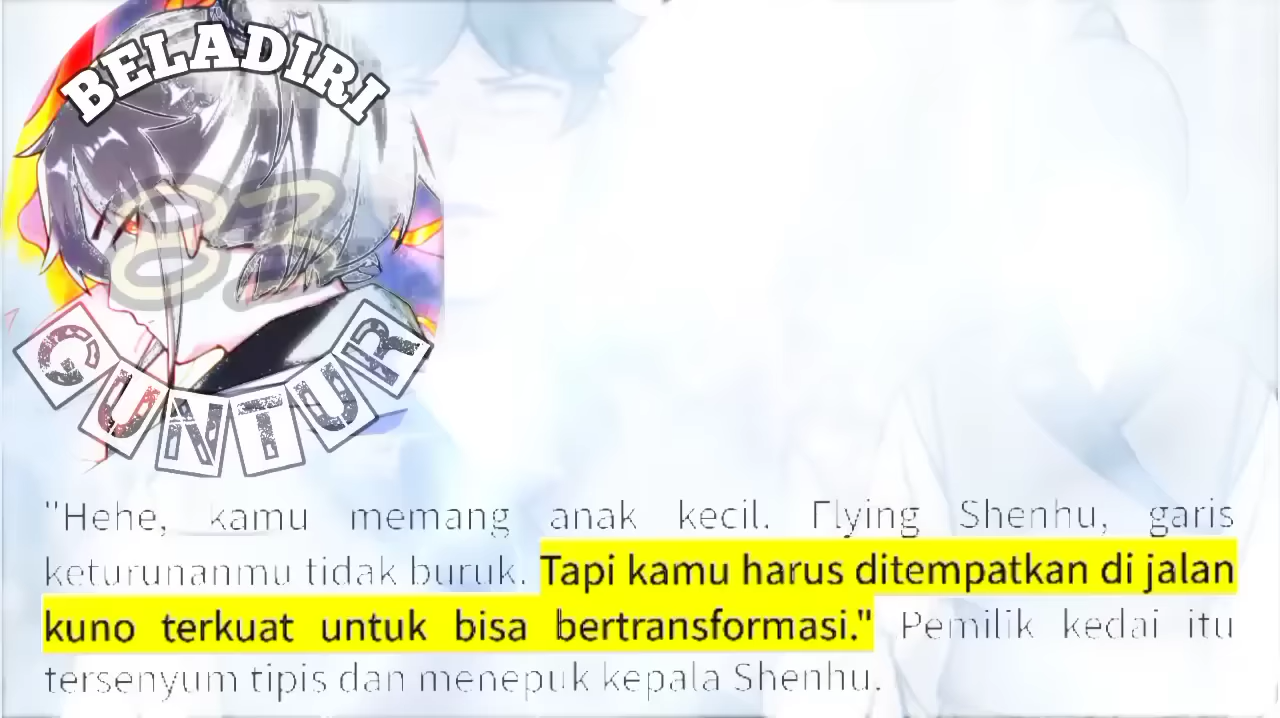 BELADIRI
83
GUNTUR
"Hehe, kamu memang anak kecil. Flying Shenhu, garis
keturunanmu tidak buruk. Tapi kamu harus ditempatkan di jalan
kuno terkuat untuk bisa bertransformasi." Pemilik kedai itu
tersenyum tipis dan menepuk kepala Shenhu.